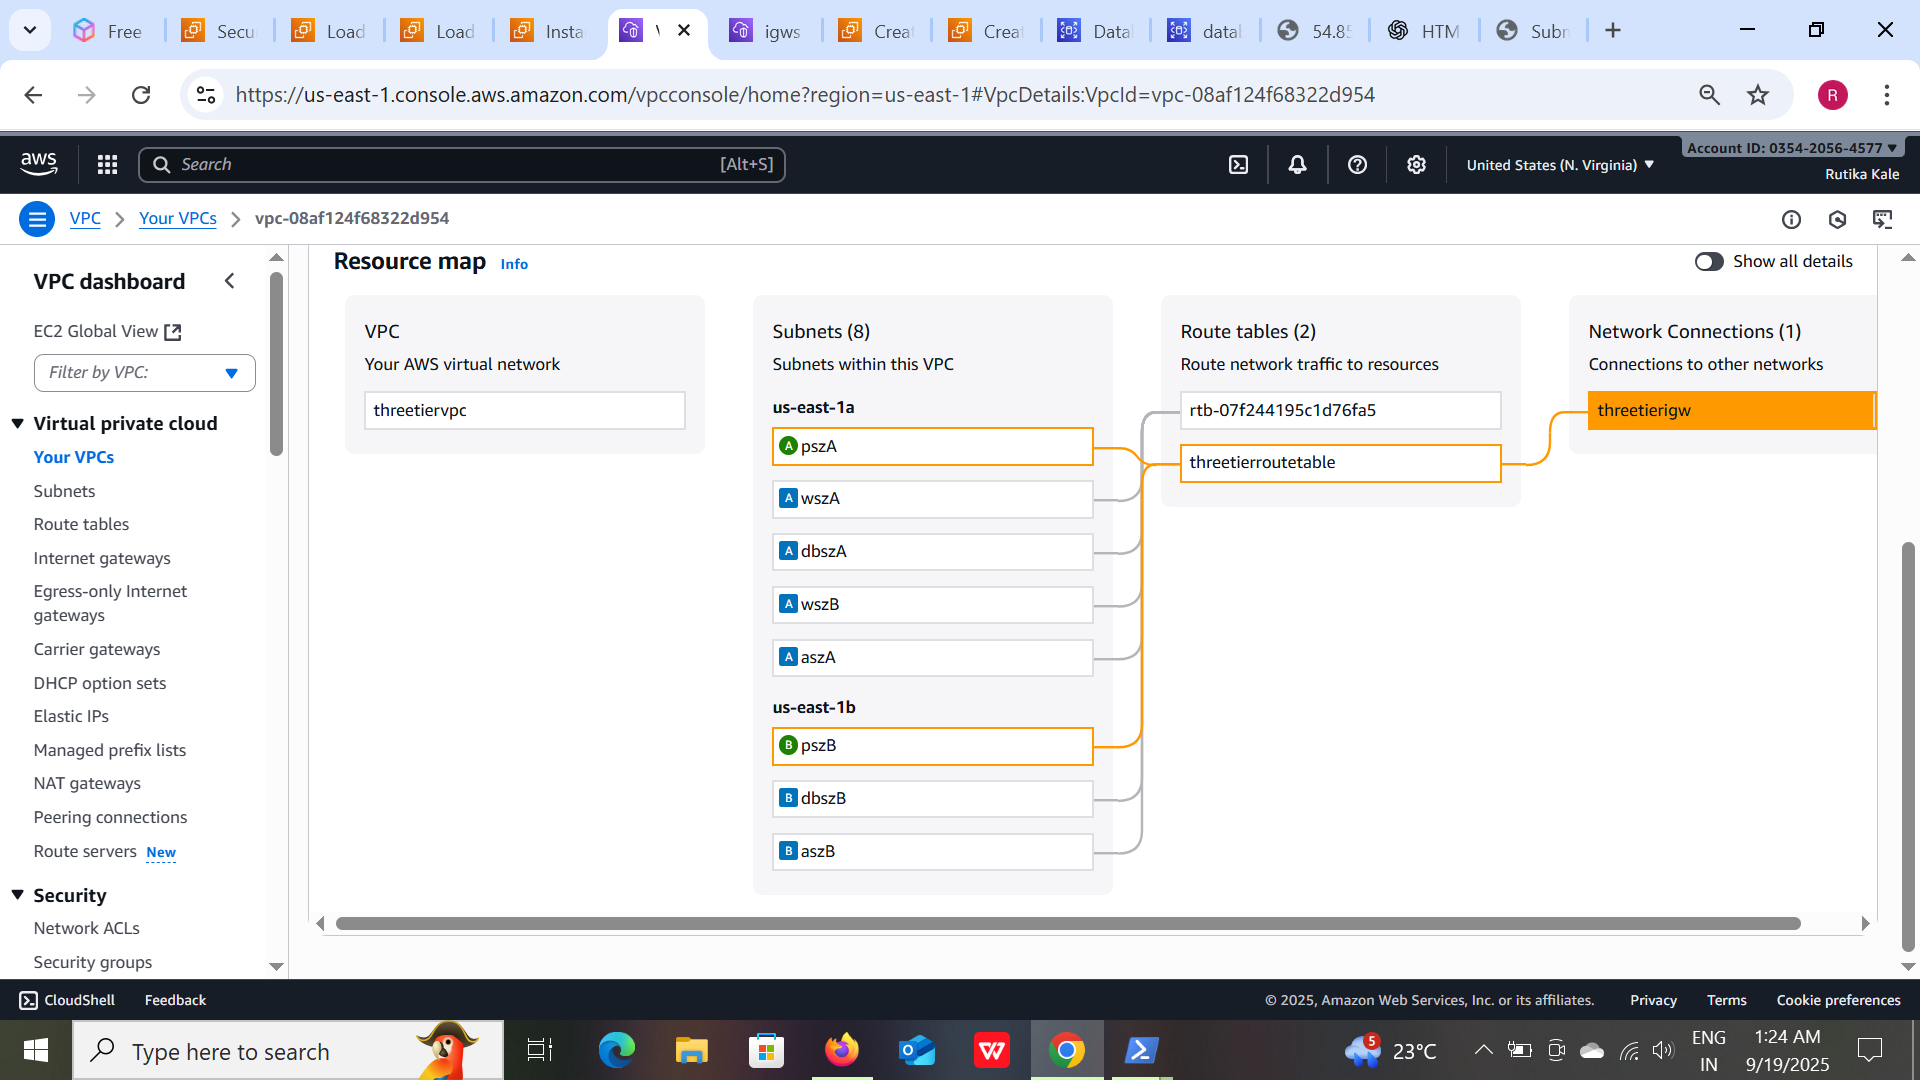 Free
Secu
Load
Load
Insta
igws
Creat
Creat
Datal
datal
54.85
HTM
Subn
https://us-east-1.console.aws.amazon.com/vpcconsole/home?region=us-east-1#VpcDetails:VpcId=vpc-08af124f68322d954
R
aws
Search
[Alt+S]
United States (N. Virginia)
Account ID: 0354-2056-4577
Rutika Kale
VPC
Your VPCs
vpc-08af124f68322d954
VPC dashboard
EC2 Global View
Filter by VPC:
Virtual private cloud
Your VPCs
Subnets
Route tables
Internet gateways
Egress-only Internet
gateways
Carrier gateways
DHCP option sets
Elastic IPs
Managed prefix lists
NAT gateways
Peering connections
Route servers New
Security
Network ACLs
Security groups
Resource map Info
Show all details
VPC
Your AWS virtual network
threetiervpc
Subnets (8)
Subnets within this VPC
us-east-1a
A pszA
A wszA
A dbszA
A wszB
A aszA
us-east-1b
B pszB
B dbszB
B aszB
Route tables (2)
Route network traffic to resources
rtb-07f244195c1d76fa5
threetierroutetable
Network Connections (1)
Connections to other networks
threetierigw
CloudShell
Feedback
© 2025, Amazon Web Services, Inc. or its affiliates.
Privacy
Terms
Cookie preferences
Type here to search
5
23°C
ENG
IN
1:24 AM
9/19/2025